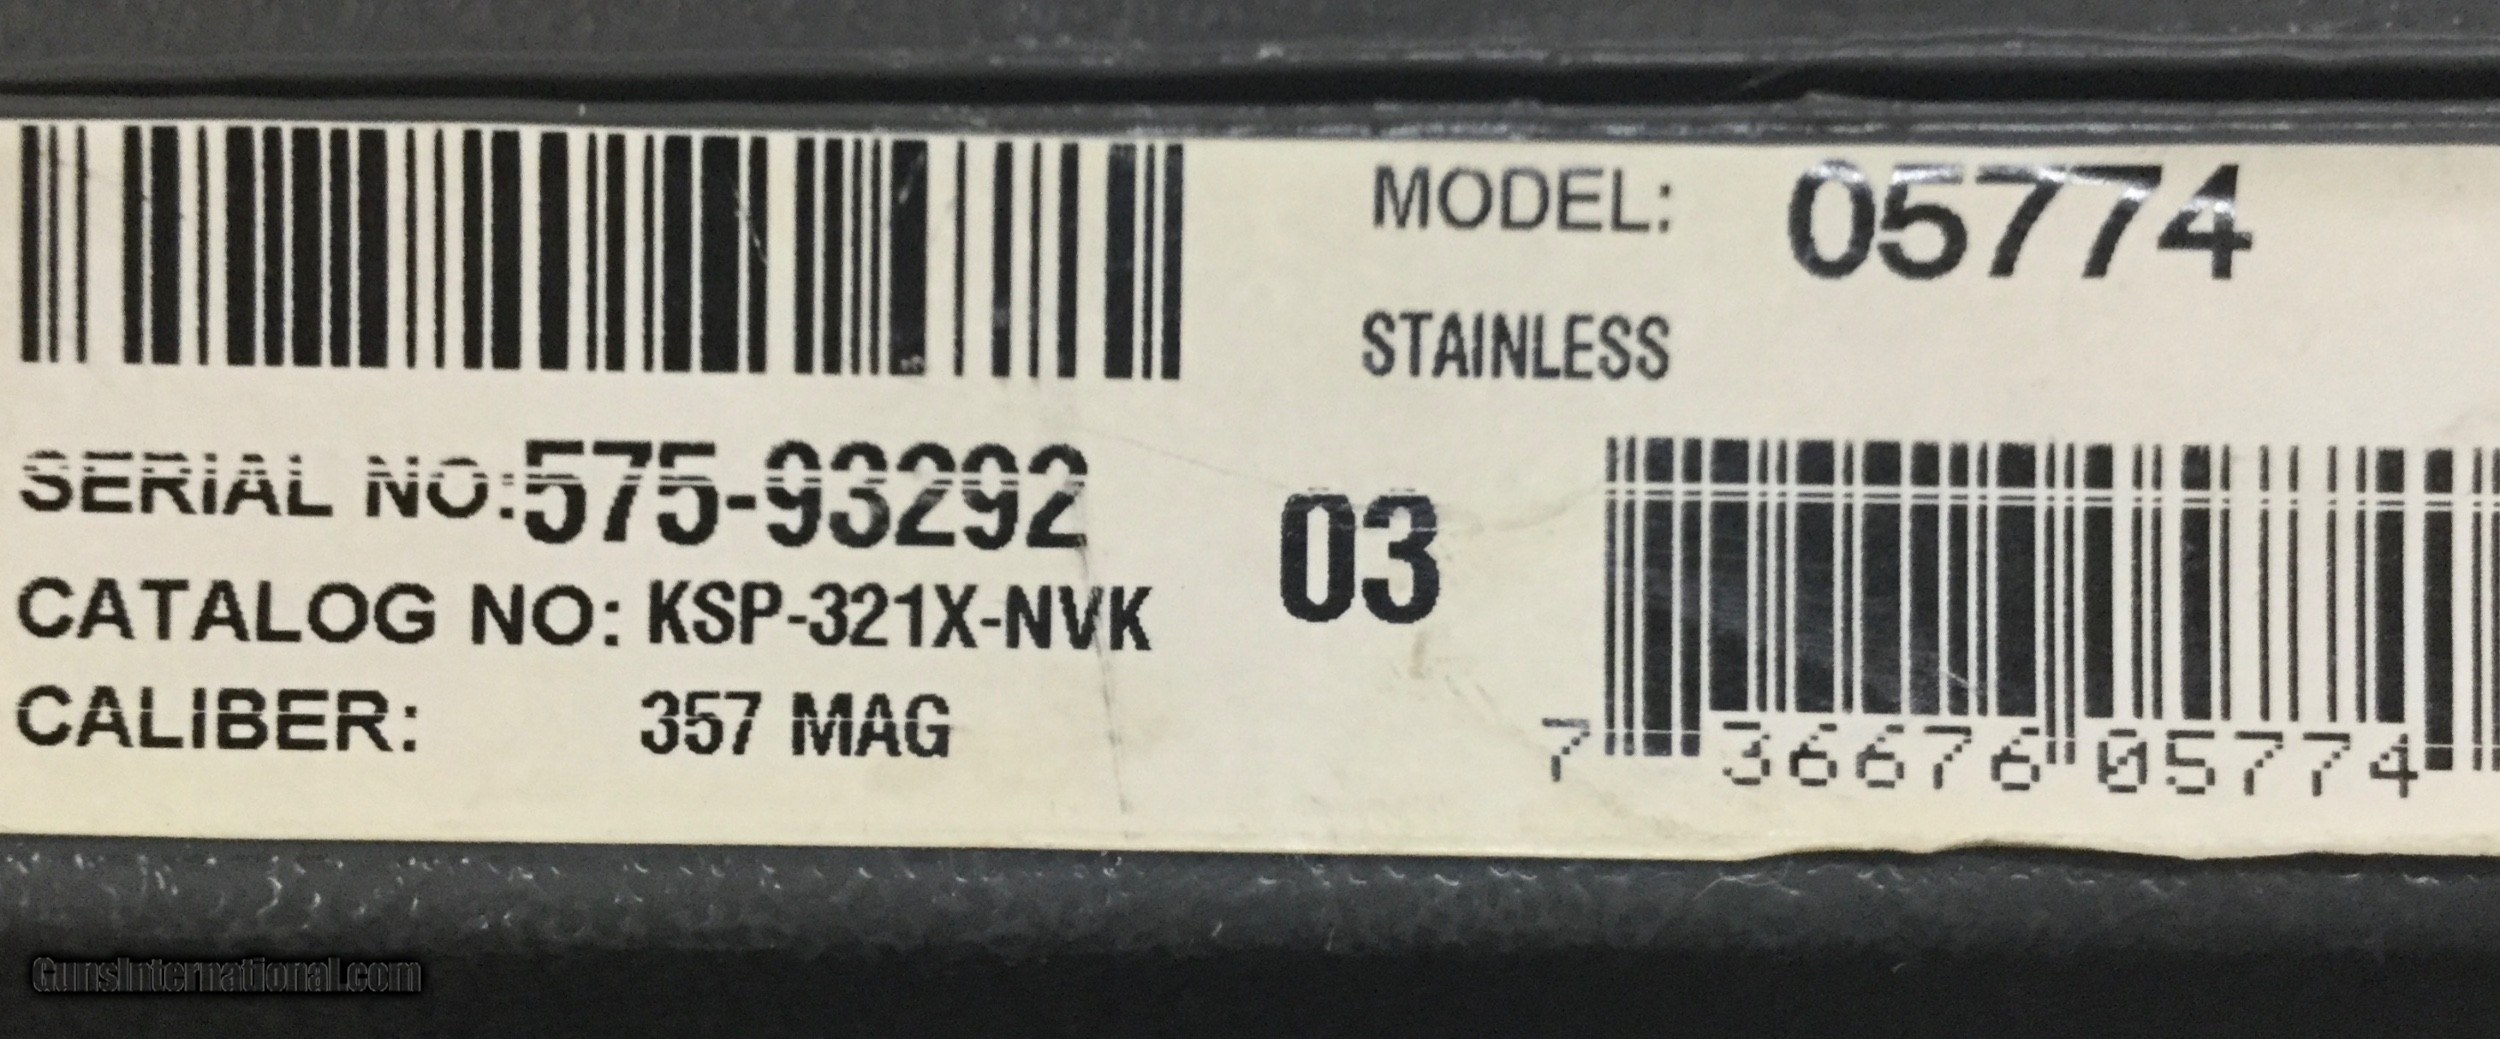 MODEL: 05774
STAINLESS
SERIAL NO: 575-93292
03
CATALOG NO: KSP-321X-NVK
CALIBER: 357 MAG
7 36676 05774
GunsInternational.com